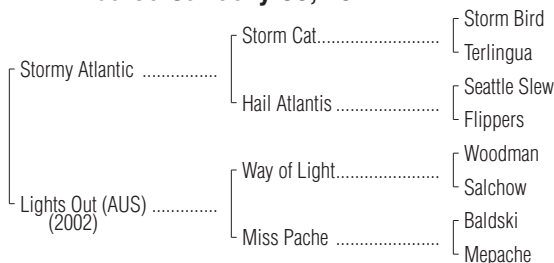 Storm Bird
Storm Cat..............................
Terlingua
Stormy Atlantic ...............
Seattle Slew
Hail Atlantis .........................
Flippers
Woodman
Way of Light.........................
Salchow
Lights Out (AUS) .............
(2002)
Baldski
Miss Pache .........................
Mepache